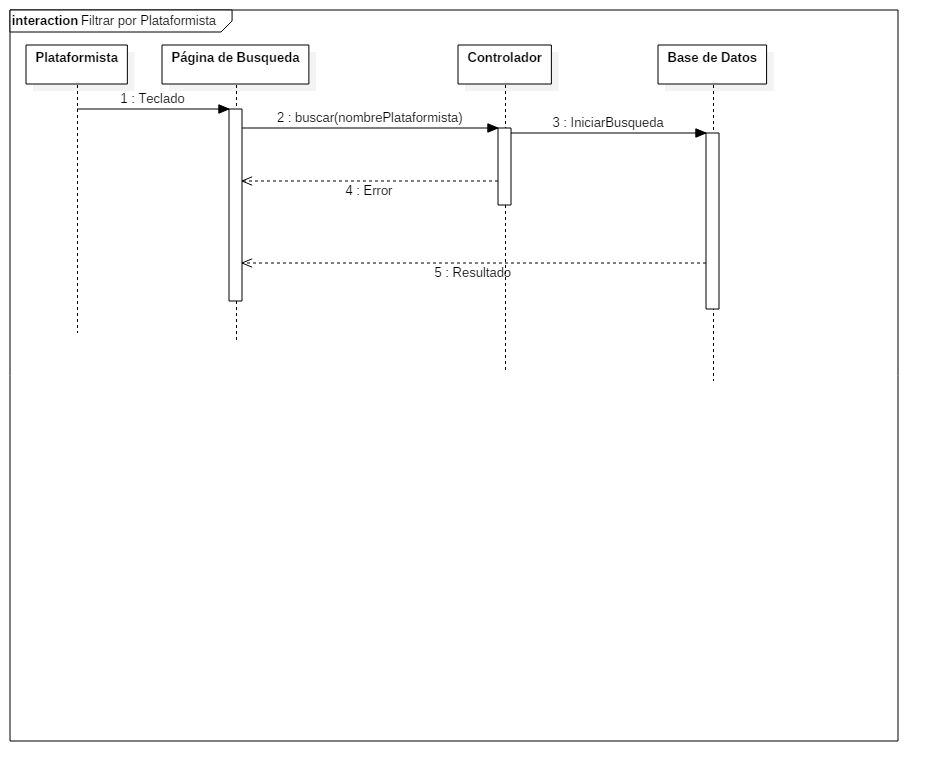 interaction Filtrar por Plataformista
Plataformista
Página de Busqueda
Controlador
Base de Datos
1 : Teclado
2 : buscar(nombrePlataformista)
3 : IniciarBusqueda
4 : Error
5 : Resultado